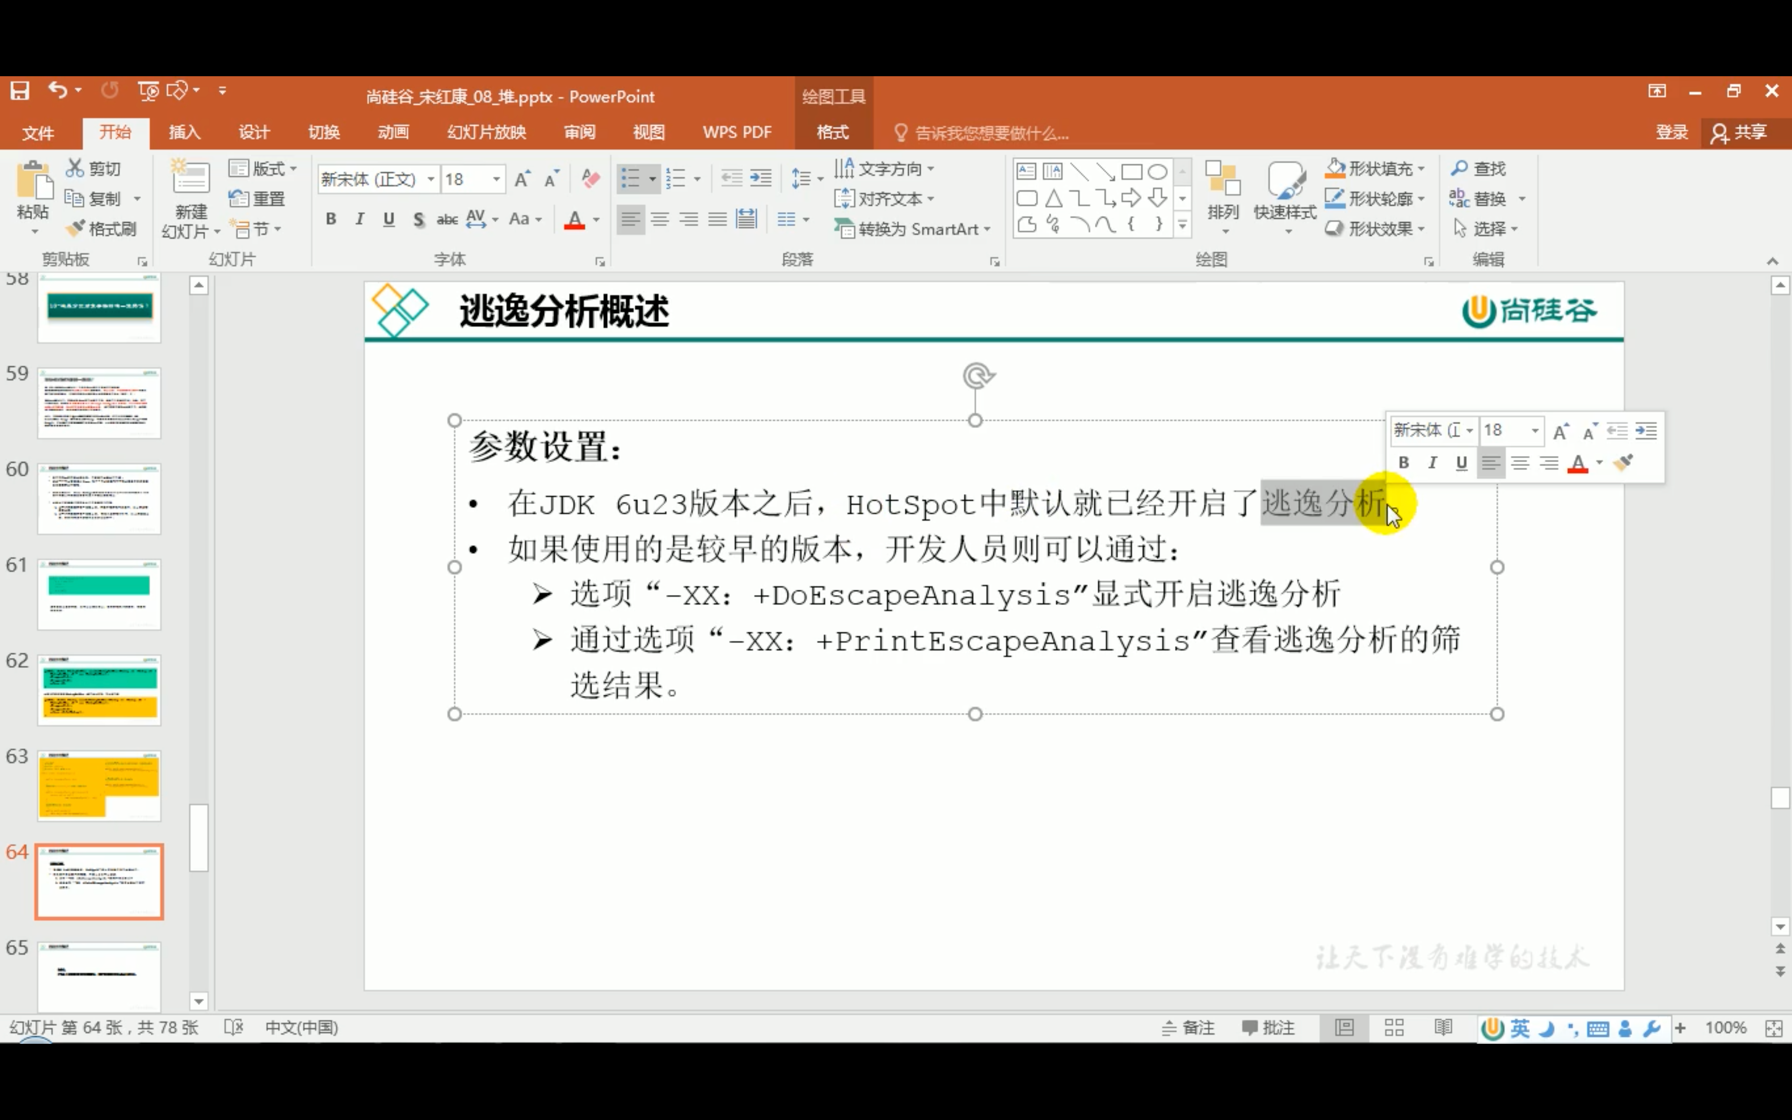 尚硅谷_宋红康_08_堆.pptx - PowerPoint
绘图工具
文件 开始 插入 设计 切换 动画 幻灯片放映 审阅 视图 WPS PDF 格式 告诉我您想要做什么... 登录 共享
粘贴
剪切
复制
格式刷
剪贴板
新建
幻灯片
版式
重置
节
幻灯片
新宋体 (正文) 18
B I U S abc AV Aa A
字体
文字方向
对齐文本
转换为 SmartArt
段落
排列
快速样式
形状填充
形状轮廓
形状效果
绘图
查找
替换
选择
编辑
58
59
60
61
62
63
64
65
逃逸分析概述
尚硅谷
新宋体 (正 18
B I U A
参数设置：
• 在JDK 6u23版本之后，HotSpot中默认就已经开启了逃逸分析
• 如果使用的是较早的版本，开发人员则可以通过：
➢ 选项“-XX：+DoEscapeAnalysis”显式开启逃逸分析
➢ 通过选项“-XX：+PrintEscapeAnalysis”查看逃逸分析的筛
选结果。
让天下没有难学的技术
幻灯片 第 64 张，共 78 张 中文(中国) 备注 批注 英 100%